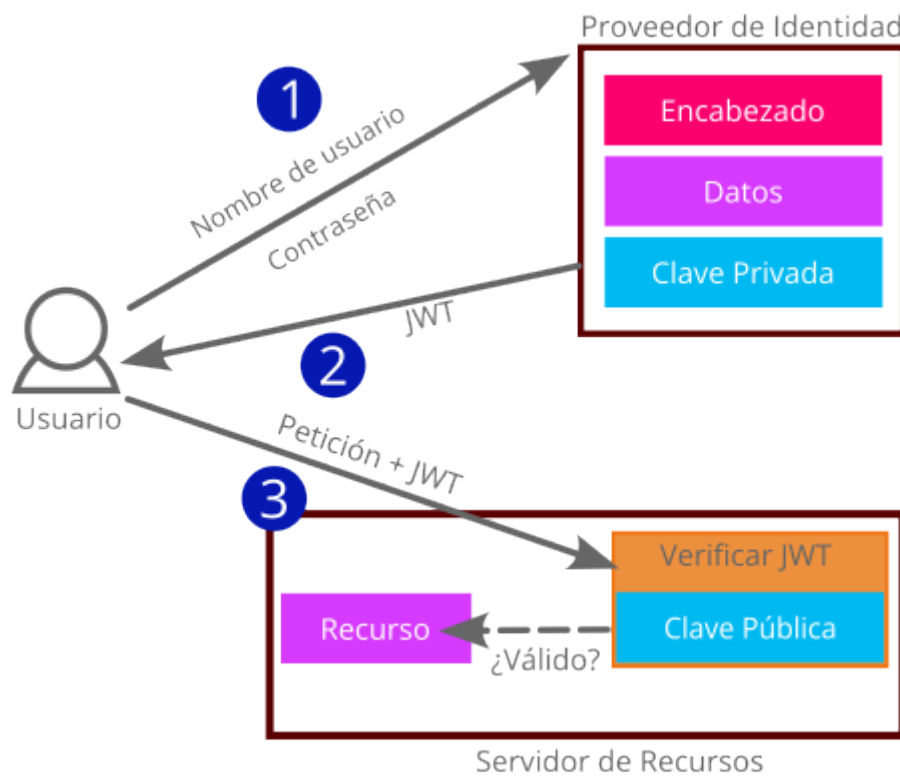 Proveedor de Identidad
1
Encabezado
Nombre de usuario
Contraseña
Datos
Clave Privada
JWT
2
Usuario
Petición + JWT
3
Verificar JWT
Recurso
Clave Pública
¿Válido?
Servidor de Recursos